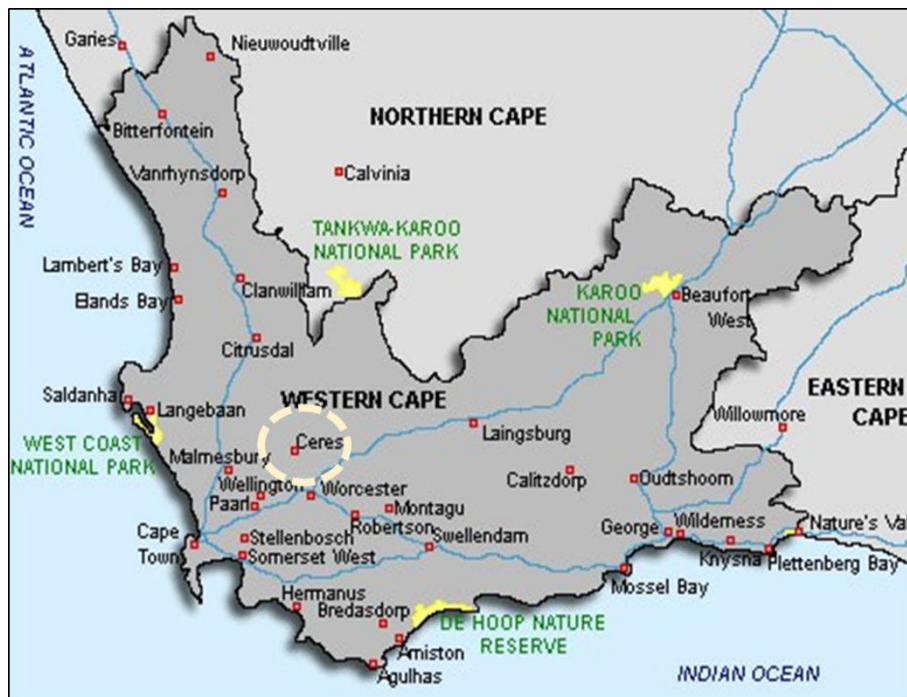 Garies
Nieuwoudtville
ATLANTIC OCEAN
NORTHERN CAPE
Bitterfontein
Vanrhynsdorp
Calvinia
TANKWA-KAROO
NATIONAL PARK
Lambert's Bay
Clanwilliam
Elands Bay
KAROO
NATIONAL
PARK
Beaufort
West
Citrusdal
WESTERN CAPE
EASTERN
CAPE
Saldanha
Langebaan
Willowmore
WEST COAST
NATIONAL PARK
Ceres
Laingsburg
Malmesbury
Calitzdorp
Oudtshoorn
Wellington
Worcester
Paarl
Montagu
Robertson
George
Wilderness
Nature's Val
Cape
Town
Stellenbosch
Swellendam
Somerset West
Knysna
Plettenberg Bay
Mossel Bay
Hermanus
Bredasdorp
DE HOOP NATURE
RESERVE
Arniston
Agulhas
INDIAN OCEAN